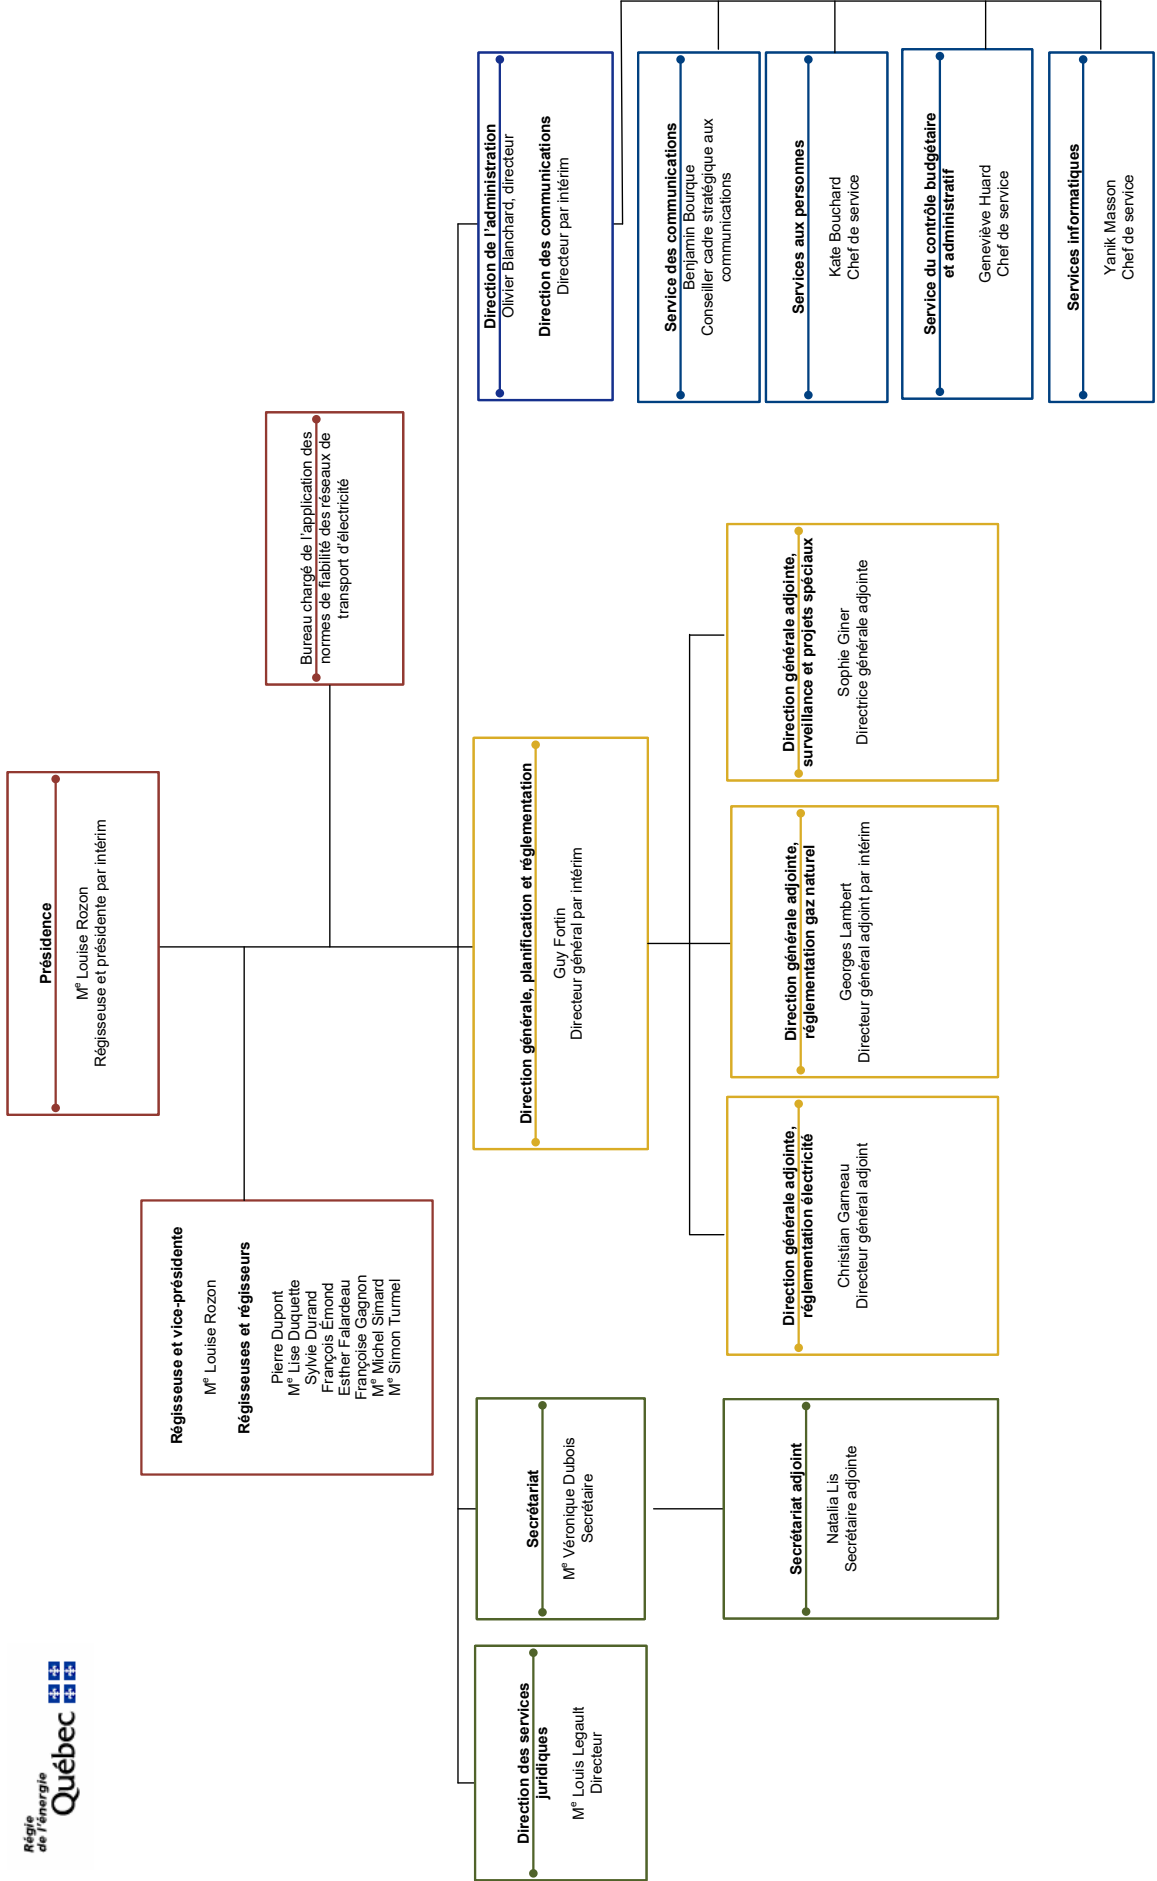 Régie
de l'énergie
Québec
Présidence
Mᵉ Louise Rozon
Régisseuse et présidente par intérim
Régisseuse et vice-présidente
Mᵉ Louise Rozon
Régisseuses et régisseurs
Pierre Dupont
Mᵉ Lise Duquette
Sylvie Durand
François Émond
Esther Falardeau
Françoise Gagnon
Mᵉ Michel Simard
Mᵉ Simon Turmel
Bureau chargé de l'application des
normes de fiabilité des réseaux de
transport d'électricité
Direction des services
juridiques
Mᵉ Louis Legault
Directeur
Secrétariat
Mᵉ Véronique Dubois
Secrétaire
Secrétariat adjoint
Natalia Lis
Secrétaire adjointe
Direction générale, planification et réglementation
Guy Fortin
Directeur général par intérim
Direction générale adjointe,
réglementation électricité
Christian Garneau
Directeur général adjoint
Direction générale adjointe,
réglementation gaz naturel
Georges Lambert
Directeur général adjoint par intérim
Direction générale adjointe,
surveillance et projets spéciaux
Sophie Giner
Directrice générale adjointe
Direction de l'administration
Olivier Blanchard, directeur
Direction des communications
Directeur par intérim
Service des communications
Benjamin Bourque
Conseiller cadre stratégique aux
communications
Services aux personnes
Kate Bouchard
Chef de service
Service du contrôle budgétaire
et administratif
Geneviève Huard
Chef de service
Services informatiques
Yanik Masson
Chef de service